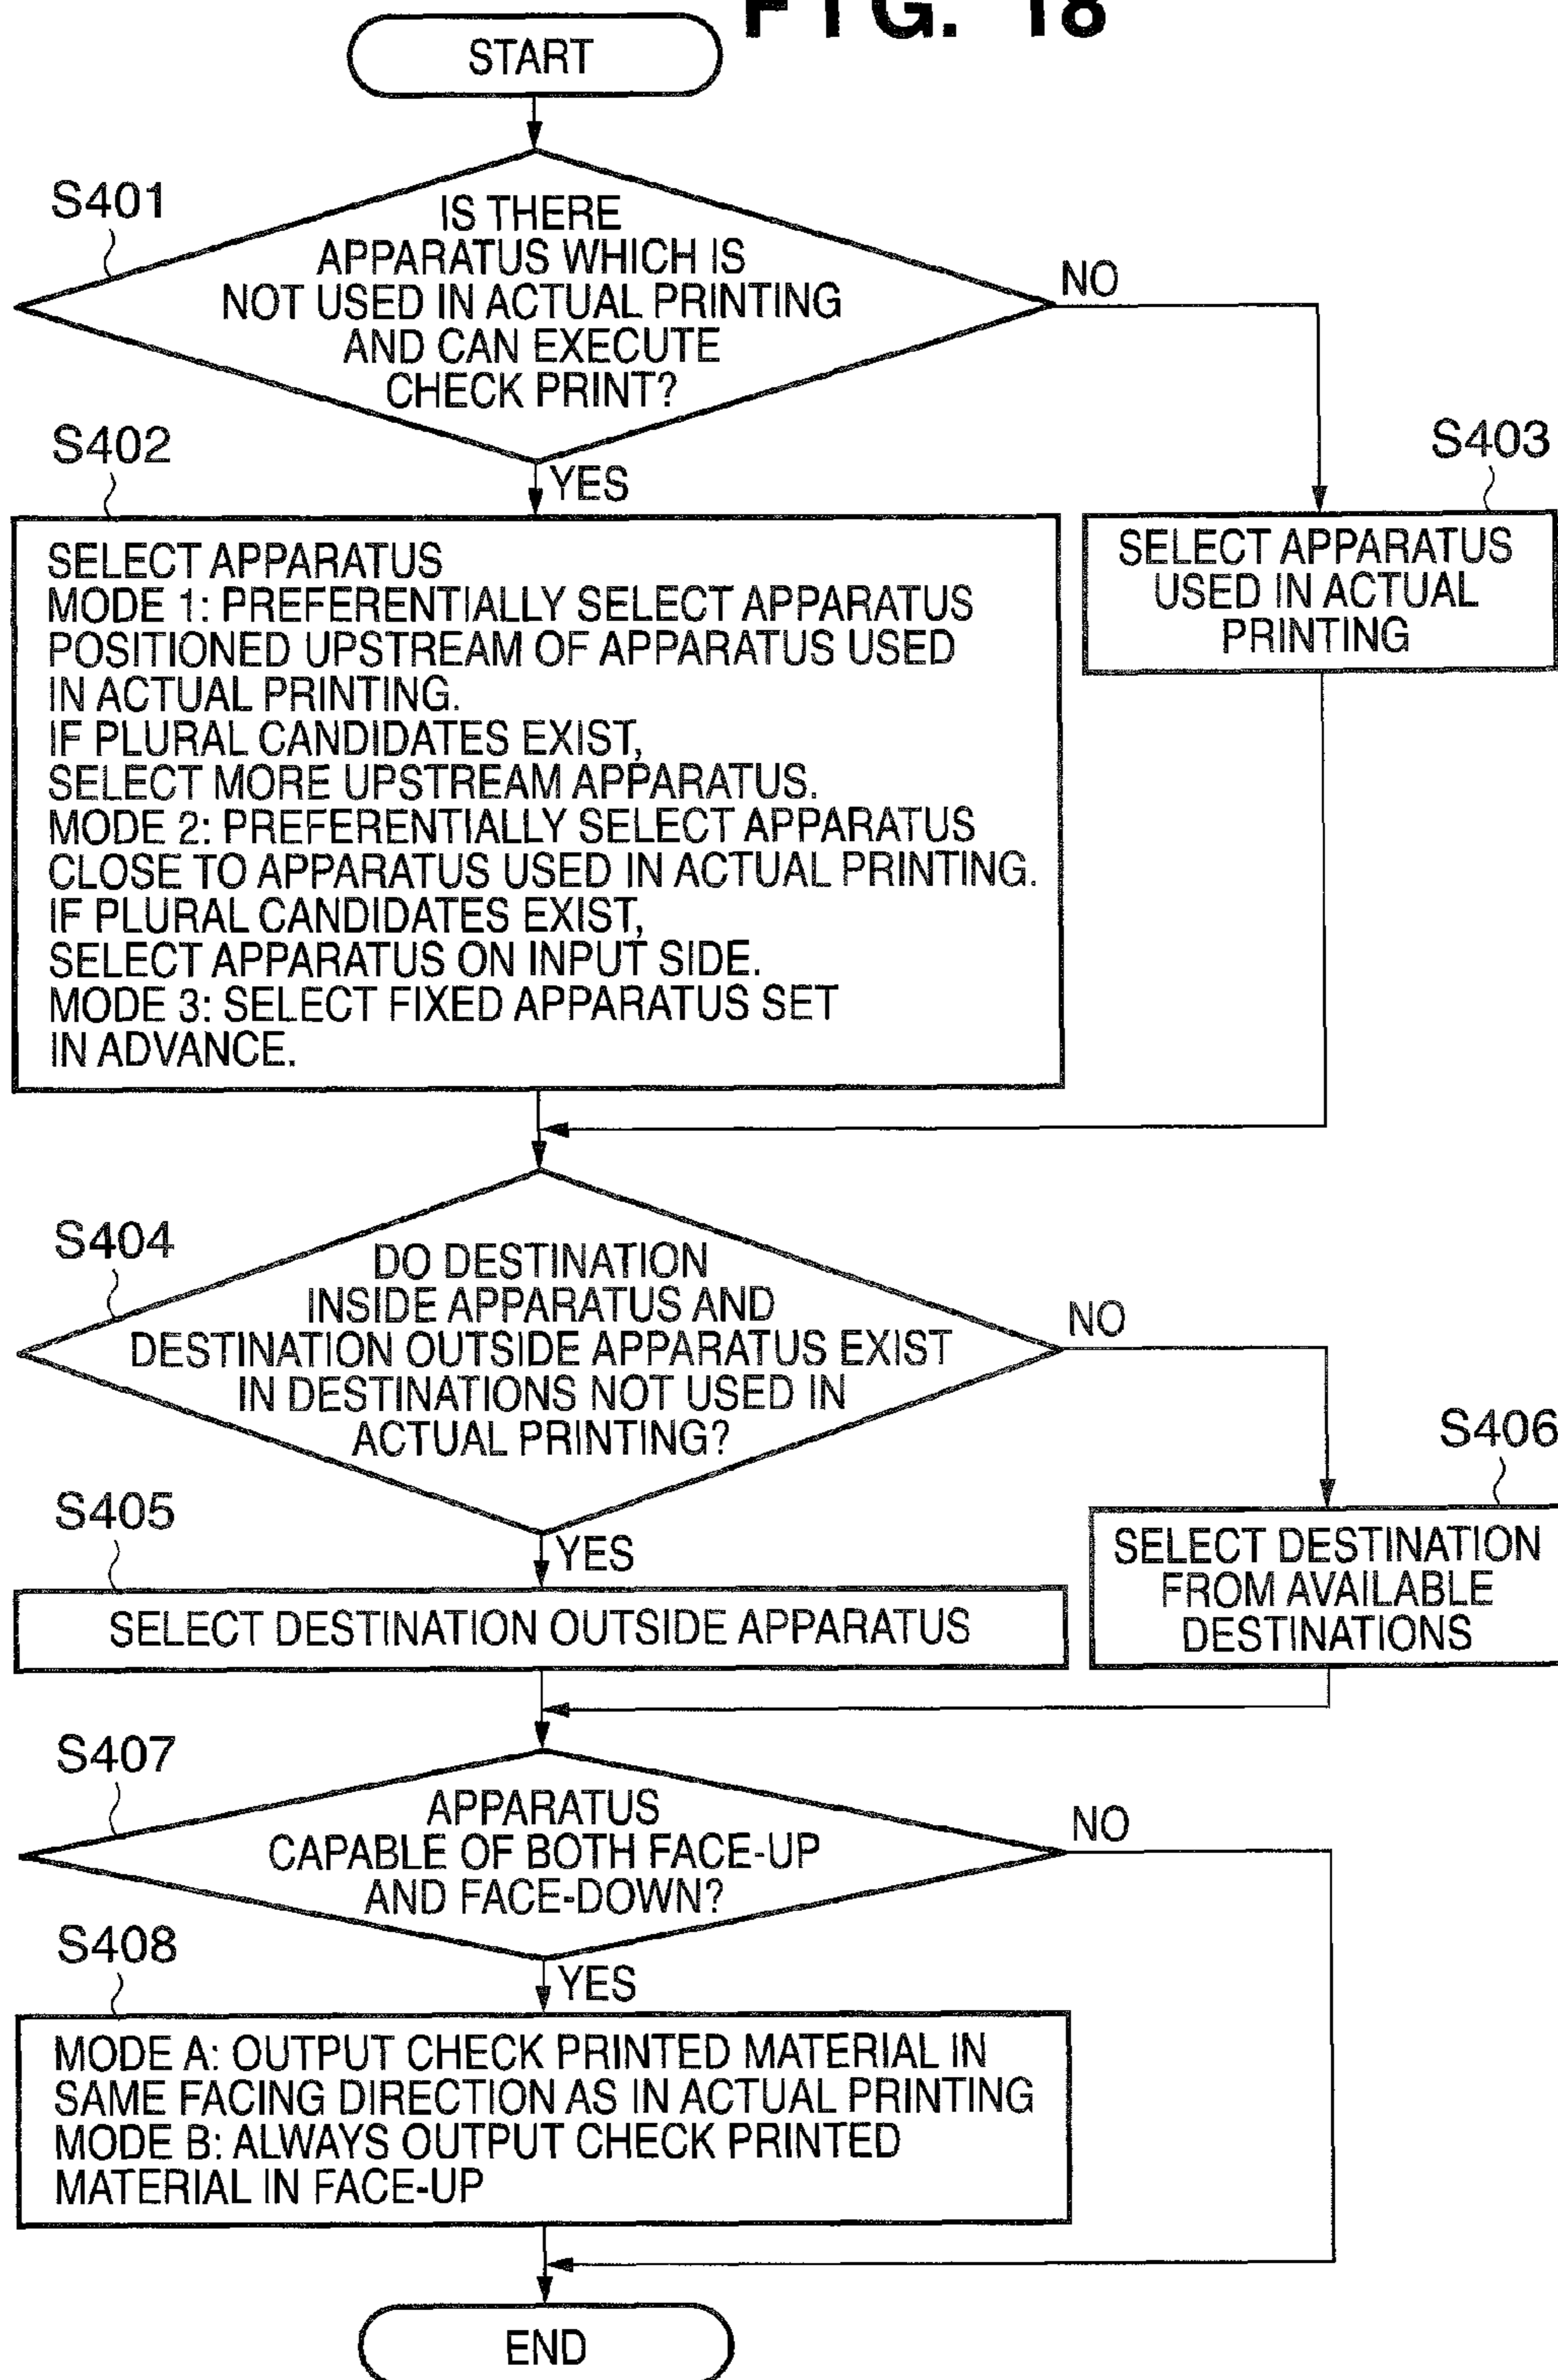 FIG. 18
START
S401
IS THERE
APPARATUS WHICH IS
NOT USED IN ACTUAL PRINTING
AND CAN EXECUTE
CHECK PRINT?
NO
YES
S402
SELECT APPARATUS
MODE 1: PREFERENTIALLY SELECT APPARATUS
POSITIONED UPSTREAM OF APPARATUS USED
IN ACTUAL PRINTING.
IF PLURAL CANDIDATES EXIST,
SELECT MORE UPSTREAM APPARATUS.
MODE 2: PREFERENTIALLY SELECT APPARATUS
CLOSE TO APPARATUS USED IN ACTUAL PRINTING.
IF PLURAL CANDIDATES EXIST,
SELECT APPARATUS ON INPUT SIDE.
MODE 3: SELECT FIXED APPARATUS SET
IN ADVANCE.
S403
SELECT APPARATUS
USED IN ACTUAL
PRINTING
S404
DO DESTINATION
INSIDE APPARATUS AND
DESTINATION OUTSIDE APPARATUS EXIST
IN DESTINATIONS NOT USED IN
ACTUAL PRINTING?
NO
YES
S405
SELECT DESTINATION OUTSIDE APPARATUS
S406
SELECT DESTINATION
FROM AVAILABLE
DESTINATIONS
S407
APPARATUS
CAPABLE OF BOTH FACE-UP
AND FACE-DOWN?
NO
YES
S408
MODE A: OUTPUT CHECK PRINTED MATERIAL IN
SAME FACING DIRECTION AS IN ACTUAL PRINTING
MODE B: ALWAYS OUTPUT CHECK PRINTED
MATERIAL IN FACE-UP
END